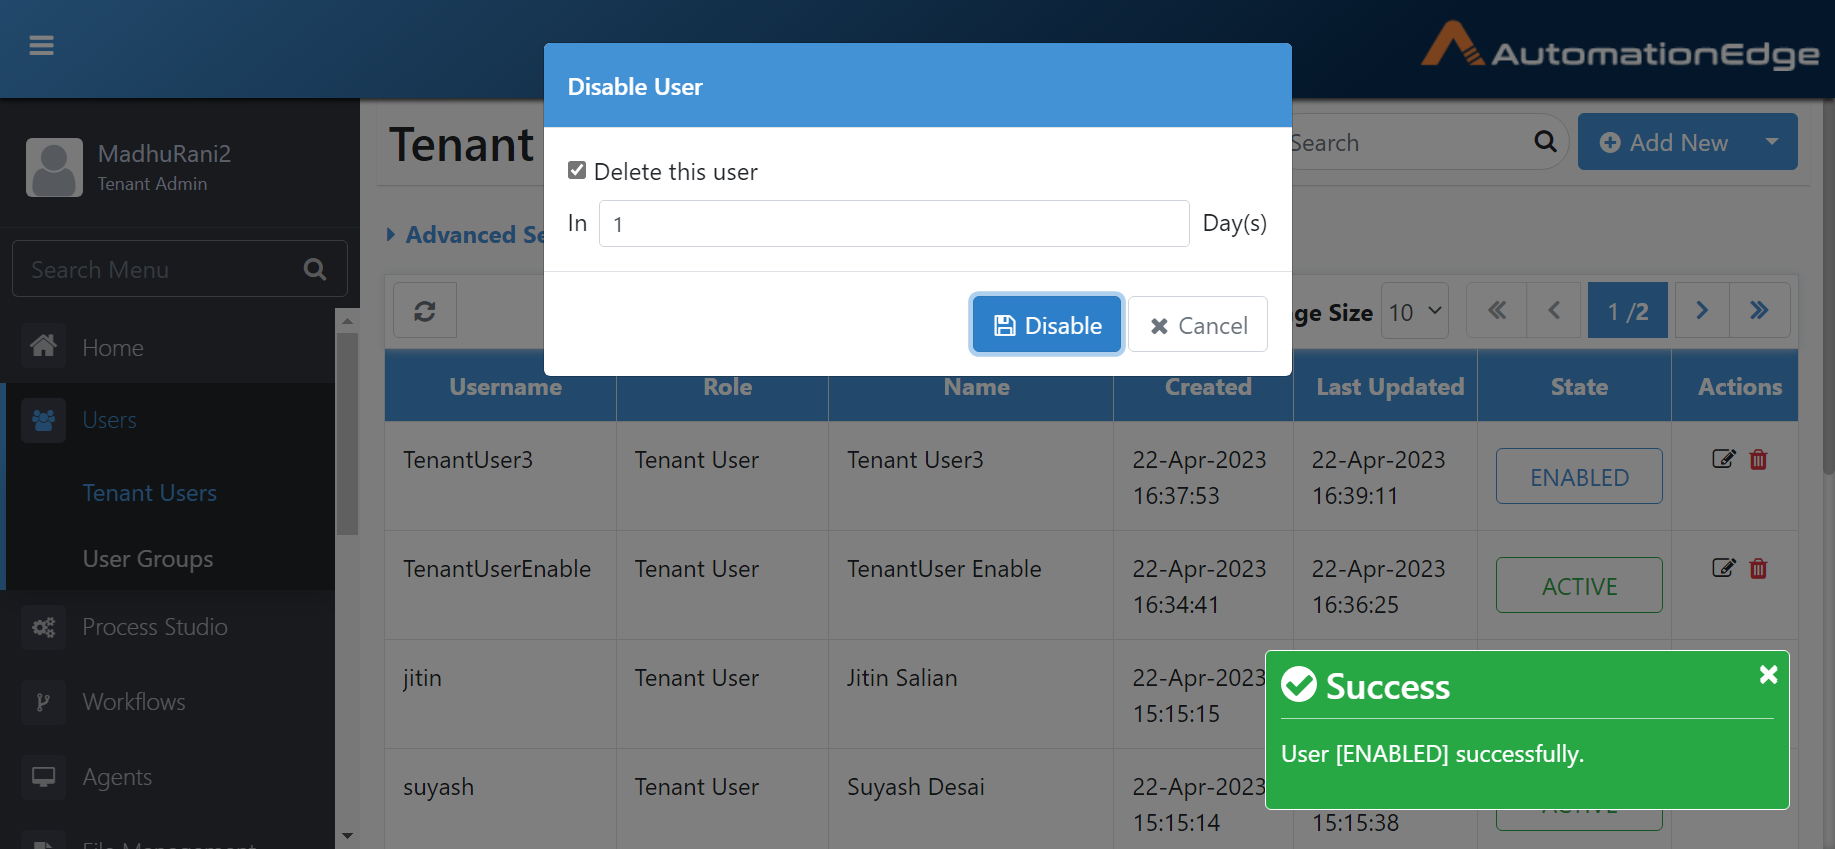 AutomationEdge
Disable User
MadhuRani2
Tenant Admin
Tenant
Search
Add New
Delete this user
In 1 Day(s)
Advanced Se
Search Menu
Disable
Cancel
ge Size 10
1 /2
Home
Users
Tenant Users
User Groups
Process Studio
Workflows
Agents
File Management
Username Role Name Created Last Updated State Actions
TenantUser3 Tenant User Tenant User3 22-Apr-2023 22-Apr-2023 ENABLED
16:37:53 16:39:11
TenantUserEnable Tenant User TenantUser Enable 22-Apr-2023 22-Apr-2023 ACTIVE
16:34:41 16:36:25
jitin Tenant User Jitin Salian 22-Apr-2023
15:15:15
suyash Tenant User Suyash Desai 22-Apr-2023
15:15:14 15:15:38
ACTIVE
Success
User [ENABLED] successfully.